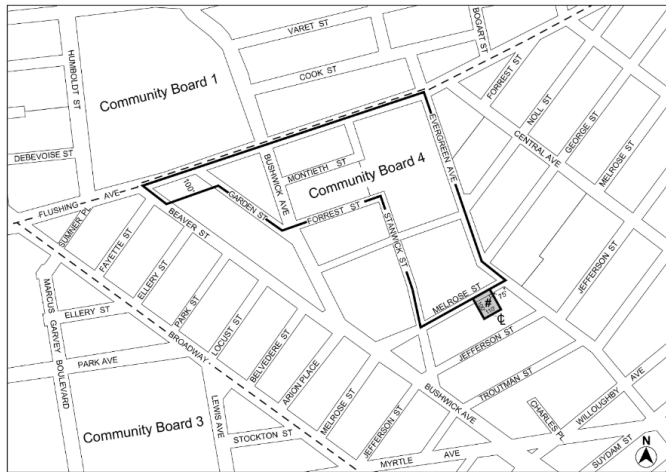 VARET ST
BOGART ST
HUMBOLDT ST
COOK ST
FORREST ST
Community Board 1
NOLL ST
GEORGE ST
CENTRAL AVE
MELROSE ST
DEBEVOISE ST
EVERGREEN AVE
BUSHWICK AVE
MONTIETH ST
Community Board 4
100'
FLUSHING AVE
GARDEN ST
FORREST ST
SUMNER PL
BEAVER ST
FAYETTE ST
STANWICK ST
JEFFERSON ST
ELLERY ST
MARCUS GARVEY BOULEVARD
ELLERY ST
PARK ST
MELROSE ST
#
75'
BROADWAY
LOCUST ST
JEFFERSON ST
BELVEDERE ST
PARK AVE
ARION PLACE
TROUTMAN ST
BUSHWICK AVE
WILLOUGHBY AVE
LEWIS AVE
MELROSE ST
JEFFERSON ST
CHARLES PL
Community Board 3
STOCKTON ST
MYRTLE AVE
SUYDAM ST
N